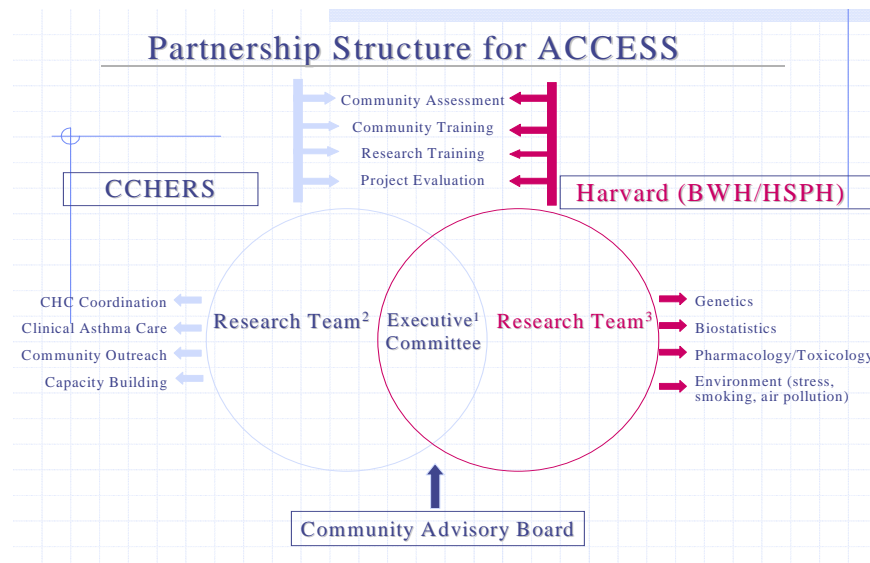 Partnership Structure for ACCESS
Community Assessment
Community Training
Research Training
Project Evaluation
CCHERS
Harvard (BWH/HSPH)
CHC Coordination
Clinical Asthma Care
Community Outreach
Capacity Building
Research Team²
Executive¹
Committee
Research Team³
Genetics
Biostatistics
Pharmacology/Toxicology
Environment (stress,
smoking, air pollution)
Community Advisory Board